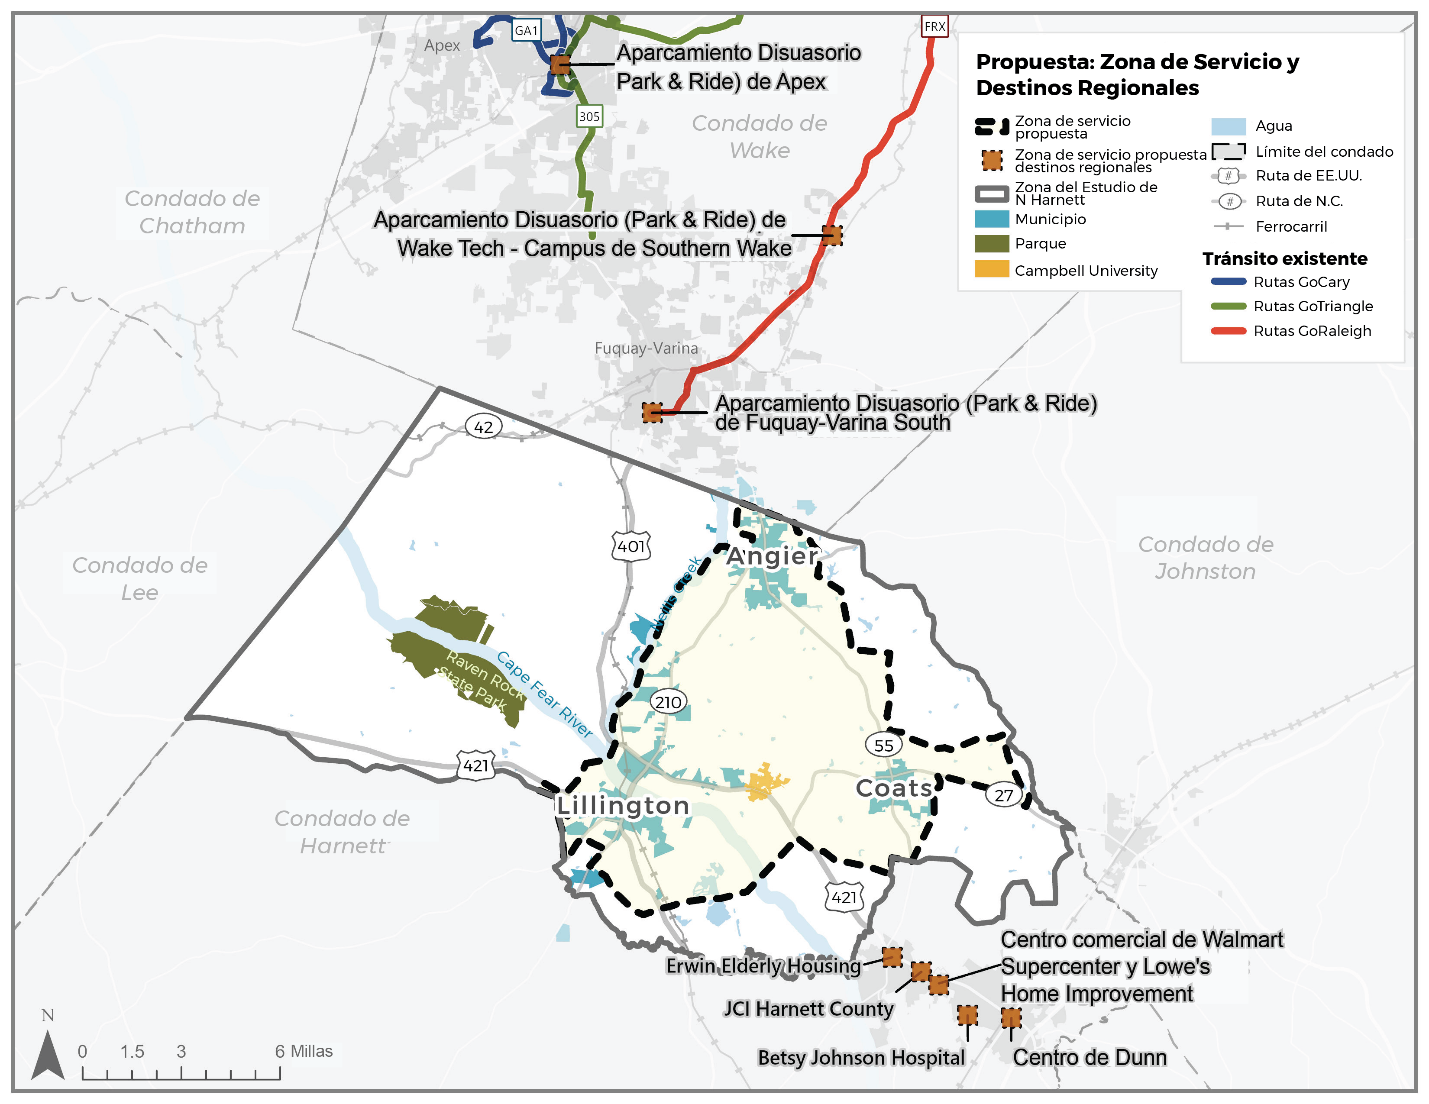 GA1
FRX
Apex
Aparcamiento Disuasorio
Park & Ride) de Apex
305
Condado de
Wake
Condado de
Chatham
Aparcamiento Disuasorio (Park & Ride) de
Wake Tech - Campus de Southern Wake
Propuesta: Zona de Servicio y
Destinos Regionales
Zona de servicio
propuesta
Zona de servicio propuesta
destinos regionales
Zona del Estudio de
N Harnett
Municipio
Parque
Campbell University
Agua
Límite del condado
# Ruta de EE.UU.
# Ruta de N.C.
Ferrocarril
Tránsito existente
Rutas GoCary
Rutas GoTriangle
Rutas GoRaleigh
Fuquay-Varina
Aparcamiento Disuasorio (Park & Ride)
de Fuquay-Varina South
42
401
Angier
Neills Creek
Condado de
Lee
Condado de
Johnston
Raven Rock
State Park
Cape Fear River
210
55
421
Lillington
Coats
27
Condado de
Harnett
421
Erwin Elderly Housing
JCI Harnett County
Centro comercial de Walmart
Supercenter y Lowe's
Home Improvement
Betsy Johnson Hospital
Centro de Dunn
N
0 1.5 3 6 Millas